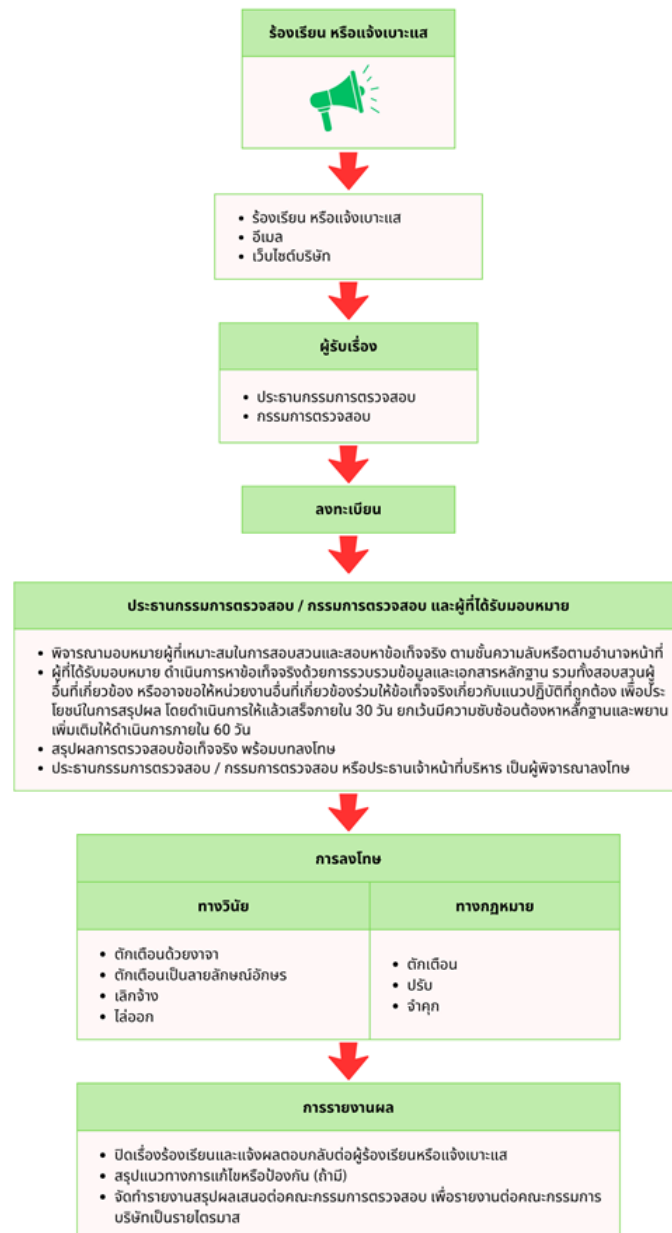 ร้องเรียน หรือแจ้งเบาะแส
• ร้องเรียน หรือแจ้งเบาะแส
• อีเมล
• เว็บไซต์บริษัท
ผู้รับเรื่อง
• ประธานกรรมการตรวจสอบ
• กรรมการตรวจสอบ
ลงทะเบียน
ประธานกรรมการตรวจสอบ / กรรมการตรวจสอบ และผู้ที่ได้รับมอบหมาย
• พิจารณามอบหมายผู้ที่เหมาะสมในการสอบสวนและสอบหาข้อเท็จจริง ตามชั้นความลับหรือตามอำนาจหน้าที่
• ผู้ที่ได้รับมอบหมาย ดำเนินการหาข้อเท็จจริงด้วยการรวบรวมข้อมูลและเอกสารหลักฐาน รวมทั้งสอบสวนผู้
อื่นที่เกี่ยวข้อง หรืออาจขอให้หน่วยงานอื่นที่เกี่ยวข้องร่วมให้ข้อเท็จจริงเกี่ยวกับแนวปฏิบัติที่ถูกต้อง เพื่อประ
โยชน์ในการสรุปผล โดยดำเนินการให้แล้วเสร็จภายใน 30 วัน ยกเว้นมีความซับซ้อนต้องหาหลักฐานและพยาน
เพิ่มเติมให้ดำเนินการภายใน 60 วัน
• สรุปผลการตรวจสอบข้อเท็จจริง พร้อมบทลงโทษ
• ประธานกรรมการตรวจสอบ / กรรมการตรวจสอบ หรือประธานเจ้าหน้าที่บริหาร เป็นผู้พิจารณาลงโทษ
การลงโทษ
ทางวินัย
• ตักเตือนด้วยงาจา
• ตักเตือนเป็นลายลักษณ์อักษร
• เลิกจ้าง
• ไล่ออก
ทางกฎหมาย
• ตักเตือน
• ปรับ
• จำคุก
การรายงานผล
• ปิดเรื่องร้องเรียนและแจ้งผลตอบกลับต่อผู้ร้องเรียนหรือแจ้งเบาะแส
• สรุปแนวทางการแก้ไขหรือป้องกัน (ถ้ามี)
• จัดทำรายงานสรุปผลเสนอต่อคณะกรรมการตรวจสอบ เพื่อรายงานต่อคณะกรรมการ
บริษัทเป็นรายไตรมาส